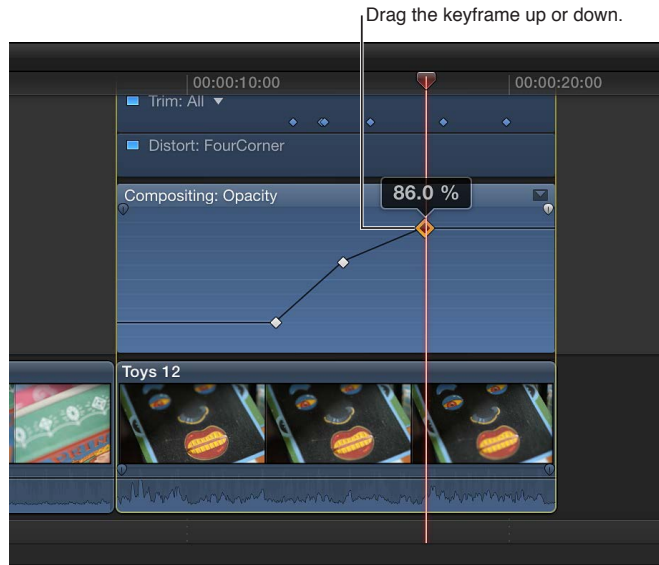 Drag the keyframe up or down.
00:00:10:00
00:00:20:00
Trim: All
Distort: FourCorner
Compositing: Opacity
86.0 %
Toys 12